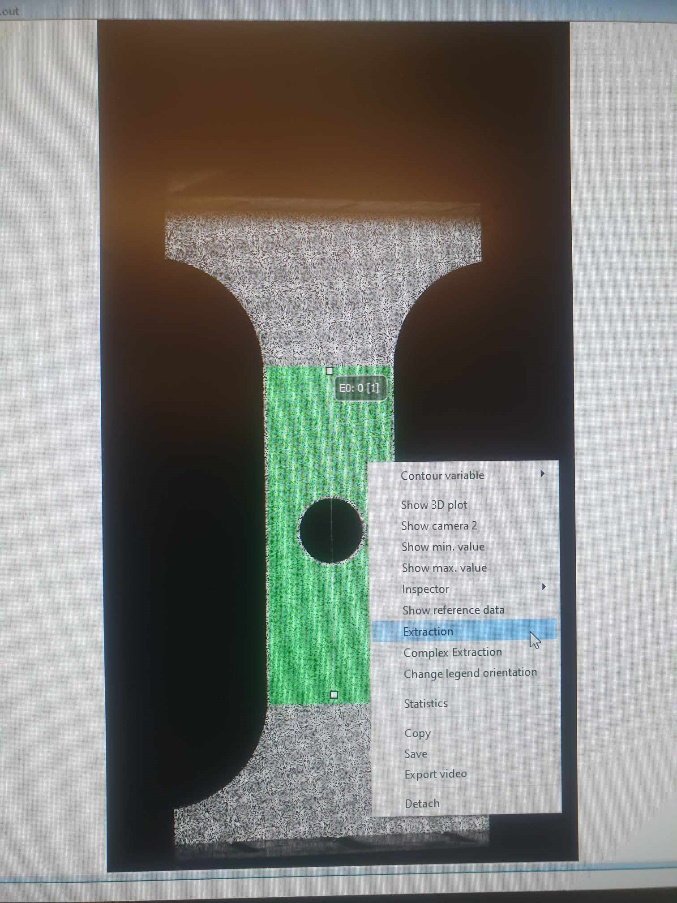 .out
E0: 0 [1]
Contour variable
Show 3D plot
Show camera 2
Show min. value
Show max. value
Inspector
Show reference data
Extraction
Complex Extraction
Change legend orientation
Statistics
Copy
Save
Export video
Detach